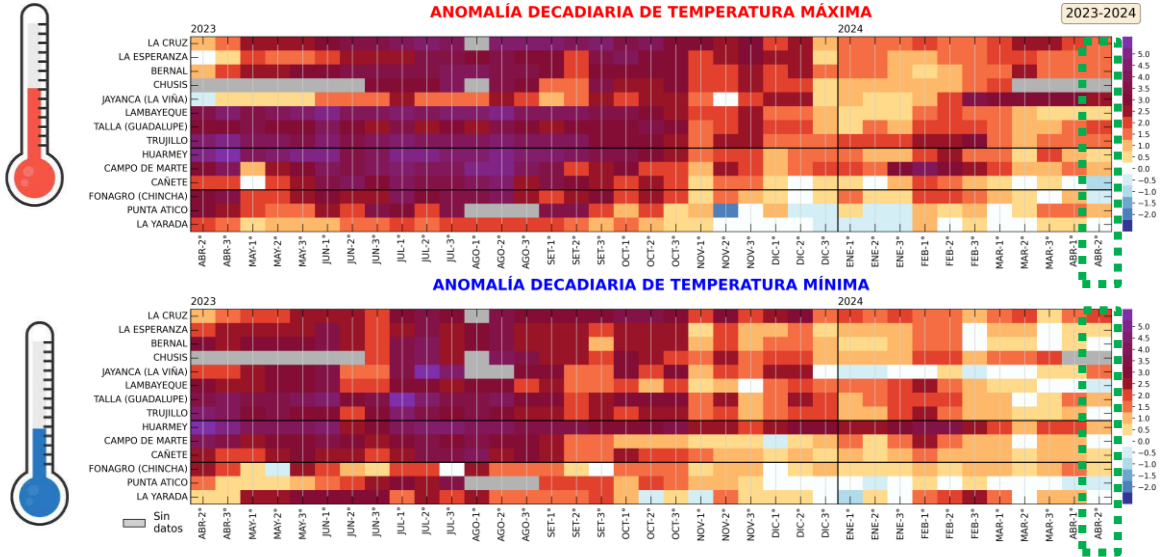 ANOMALÍA DECADIARIA DE TEMPERATURA MÁXIMA
2023-2024
2023
2024
LA CRUZ
LA ESPERANZA
BERNAL
CHUSIS
JAYANCA (LA VIÑA)
LAMBAYEQUE
TALLA (GUADALUPE)
TRUJILLO
HUARMEY
CAMPO DE MARTE
CAÑETE
FONAGRO (CHINCHA)
PUNTA ATICO
LA YARADA
5.0
4.5
4.0
3.5
3.0
2.5
2.0
1.5
1.0
0.5
0.0
−0.5
−1.0
−1.5
−2.0
ABR-2°
ABR-3°
MAY-1°
MAY-2°
MAY-3°
JUN-1°
JUN-2°
JUN-3°
JUL-1°
JUL-2°
JUL-3°
AGO-1°
AGO-2°
AGO-3°
SET-1°
SET-2°
SET-3°
OCT-1°
OCT-2°
OCT-3°
NOV-1°
NOV-2°
NOV-3°
DIC-1°
DIC-2°
DIC-3°
ENE-1°
ENE-2°
ENE-3°
FEB-1°
FEB-2°
FEB-3°
MAR-1°
MAR-2°
MAR-3°
ABR-1°
ABR-2°
ANOMALÍA DECADIARIA DE TEMPERATURA MÍNIMA
2023
2024
LA CRUZ
LA ESPERANZA
BERNAL
CHUSIS
JAYANCA (LA VIÑA)
LAMBAYEQUE
TALLA (GUADALUPE)
TRUJILLO
HUARMEY
CAMPO DE MARTE
CAÑETE
FONAGRO (CHINCHA)
PUNTA ATICO
LA YARADA
5.0
4.5
4.0
3.5
3.0
2.5
2.0
1.5
1.0
0.5
0.0
−0.5
−1.0
−1.5
−2.0
Sin
datos
ABR-2°
ABR-3°
MAY-1°
MAY-2°
MAY-3°
JUN-1°
JUN-2°
JUN-3°
JUL-1°
JUL-2°
JUL-3°
AGO-1°
AGO-2°
AGO-3°
SET-1°
SET-2°
SET-3°
OCT-1°
OCT-2°
OCT-3°
NOV-1°
NOV-2°
NOV-3°
DIC-1°
DIC-2°
DIC-3°
ENE-1°
ENE-2°
ENE-3°
FEB-1°
FEB-2°
FEB-3°
MAR-1°
MAR-2°
MAR-3°
ABR-1°
ABR-2°